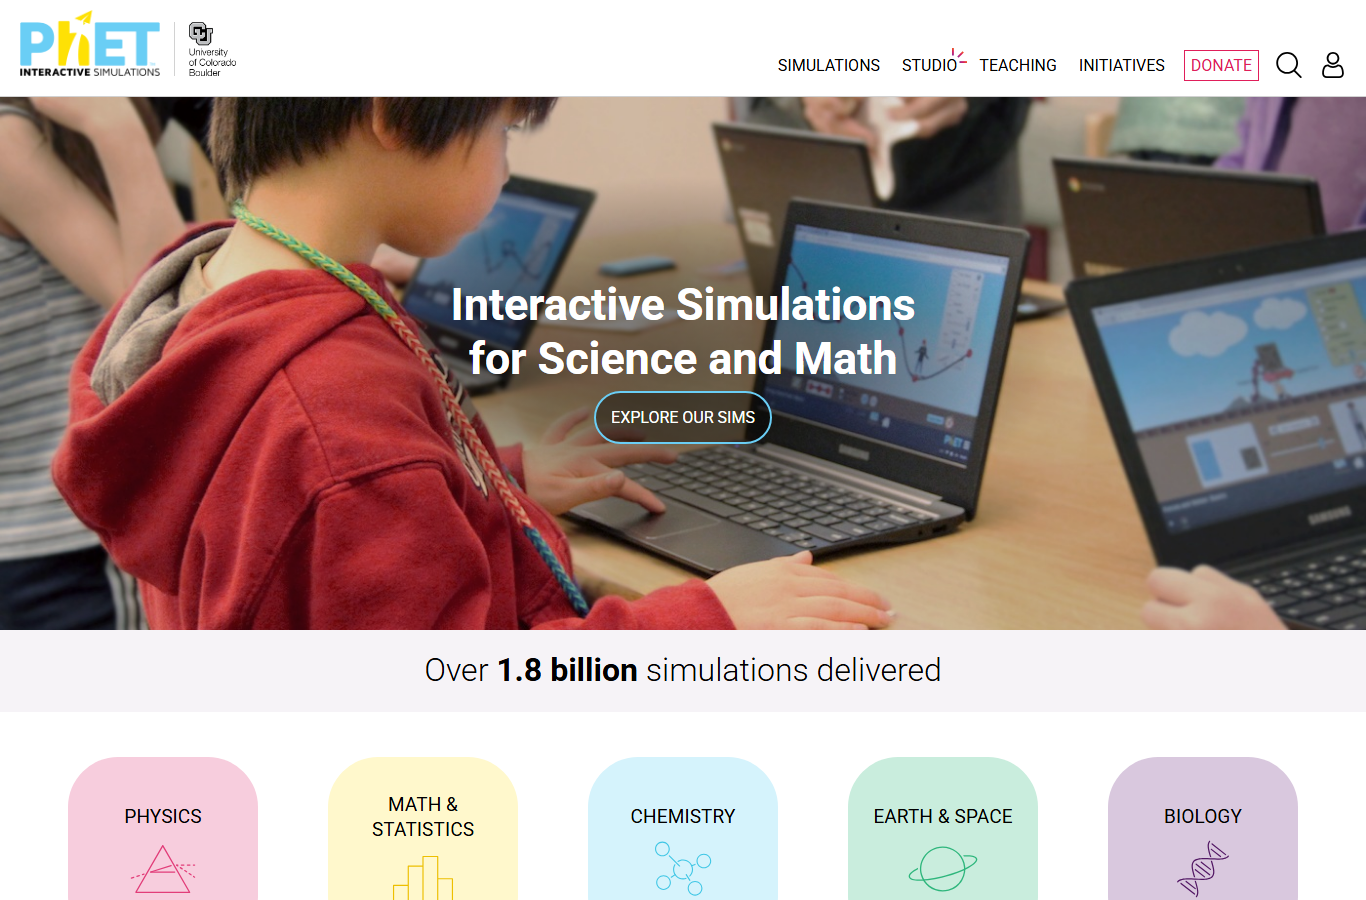 PhET
INTERACTIVE SIMULATIONS
University
of Colorado
Boulder
SIMULATIONS
STUDIO
TEACHING
INITIATIVES
DONATE
Interactive Simulations
for Science and Math
EXPLORE OUR SIMS
Over 1.8 billion simulations delivered
PHYSICS
MATH &
STATISTICS
CHEMISTRY
EARTH & SPACE
BIOLOGY